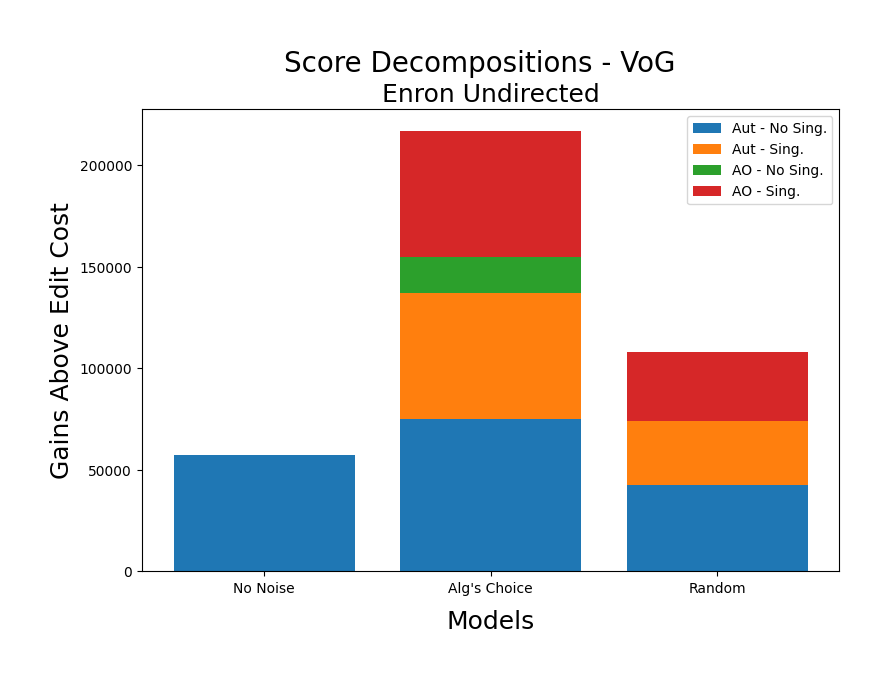 Score Decompositions - VoG
Enron Undirected
Aut - No Sing.
Aut - Sing.
AO - No Sing.
AO - Sing.
Gains Above Edit Cost
200000
150000
100000
50000
0
No Noise
Alg's Choice
Random
Models